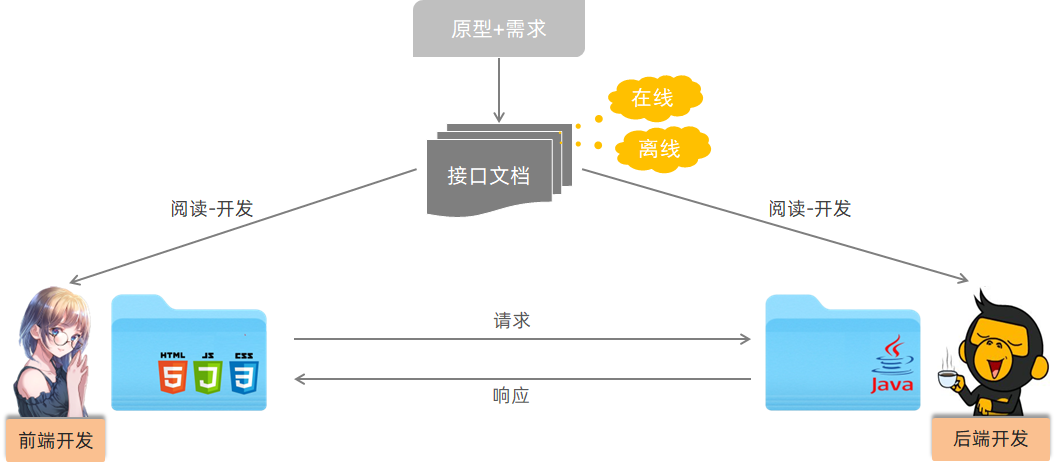 原型+需求
在线
离线
接口文档
阅读-开发
阅读-开发
请求
响应
HTML
JS
CSS
5
3
Java
前端开发
后端开发